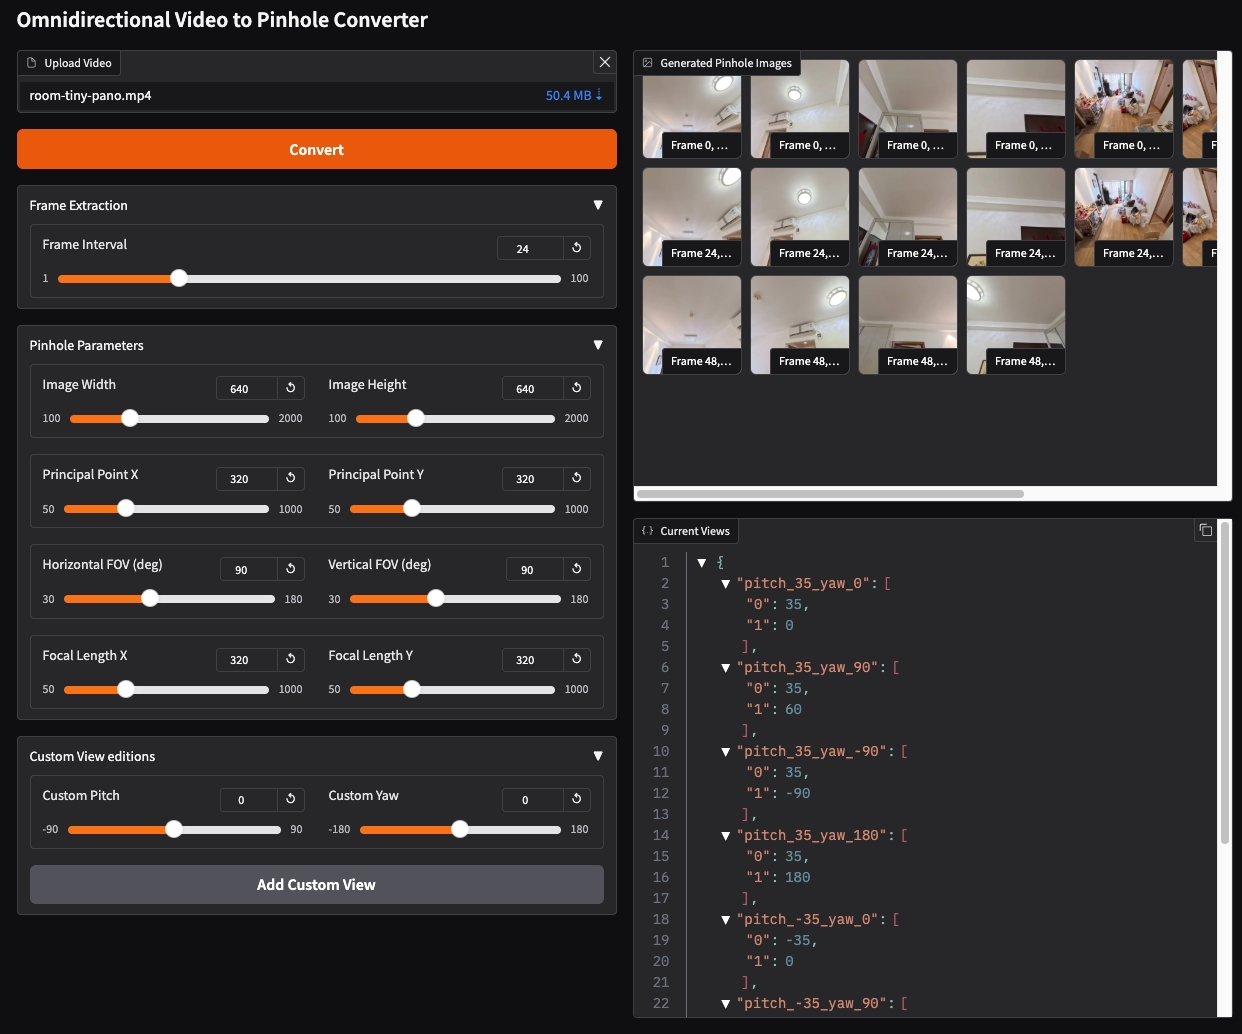 Omnidirectional Video to Pinhole Converter
Upload Video
room-tiny-pano.mp4
50.4 MB ↓
Convert
Frame Extraction
Frame Interval
24
1
100
Pinhole Parameters
Image Width
640
100
2000
Image Height
640
100
2000
Principal Point X
320
50
1000
Principal Point Y
320
50
1000
Horizontal FOV (deg)
90
30
180
Vertical FOV (deg)
90
30
180
Focal Length X
320
50
1000
Focal Length Y
320
50
1000
Custom View editions
Custom Pitch
0
-90
90
Custom Yaw
0
-180
180
Add Custom View
Generated Pinhole Images
Frame 0, ...
Frame 0, ...
Frame 0, ...
Frame 0, ...
Frame 0, ...
F
Frame 24,...
Frame 24,...
Frame 24,...
Frame 24,...
Frame 24,...
F
Frame 48,...
Frame 48,...
Frame 48,...
Frame 48,...
Current Views
1 {
2 "pitch_35_yaw_0": [
3 "0": 35,
4 "1": 0
5 ],
6 "pitch_35_yaw_90": [
7 "0": 35,
8 "1": 60
9 ],
10 "pitch_35_yaw_-90": [
11 "0": 35,
12 "1": -90
13 ],
14 "pitch_35_yaw_180": [
15 "0": 35,
16 "1": 180
17 ],
18 "pitch_-35_yaw_0": [
19 "0": -35,
20 "1": 0
21 ],
22 "pitch_-35_yaw_90": [